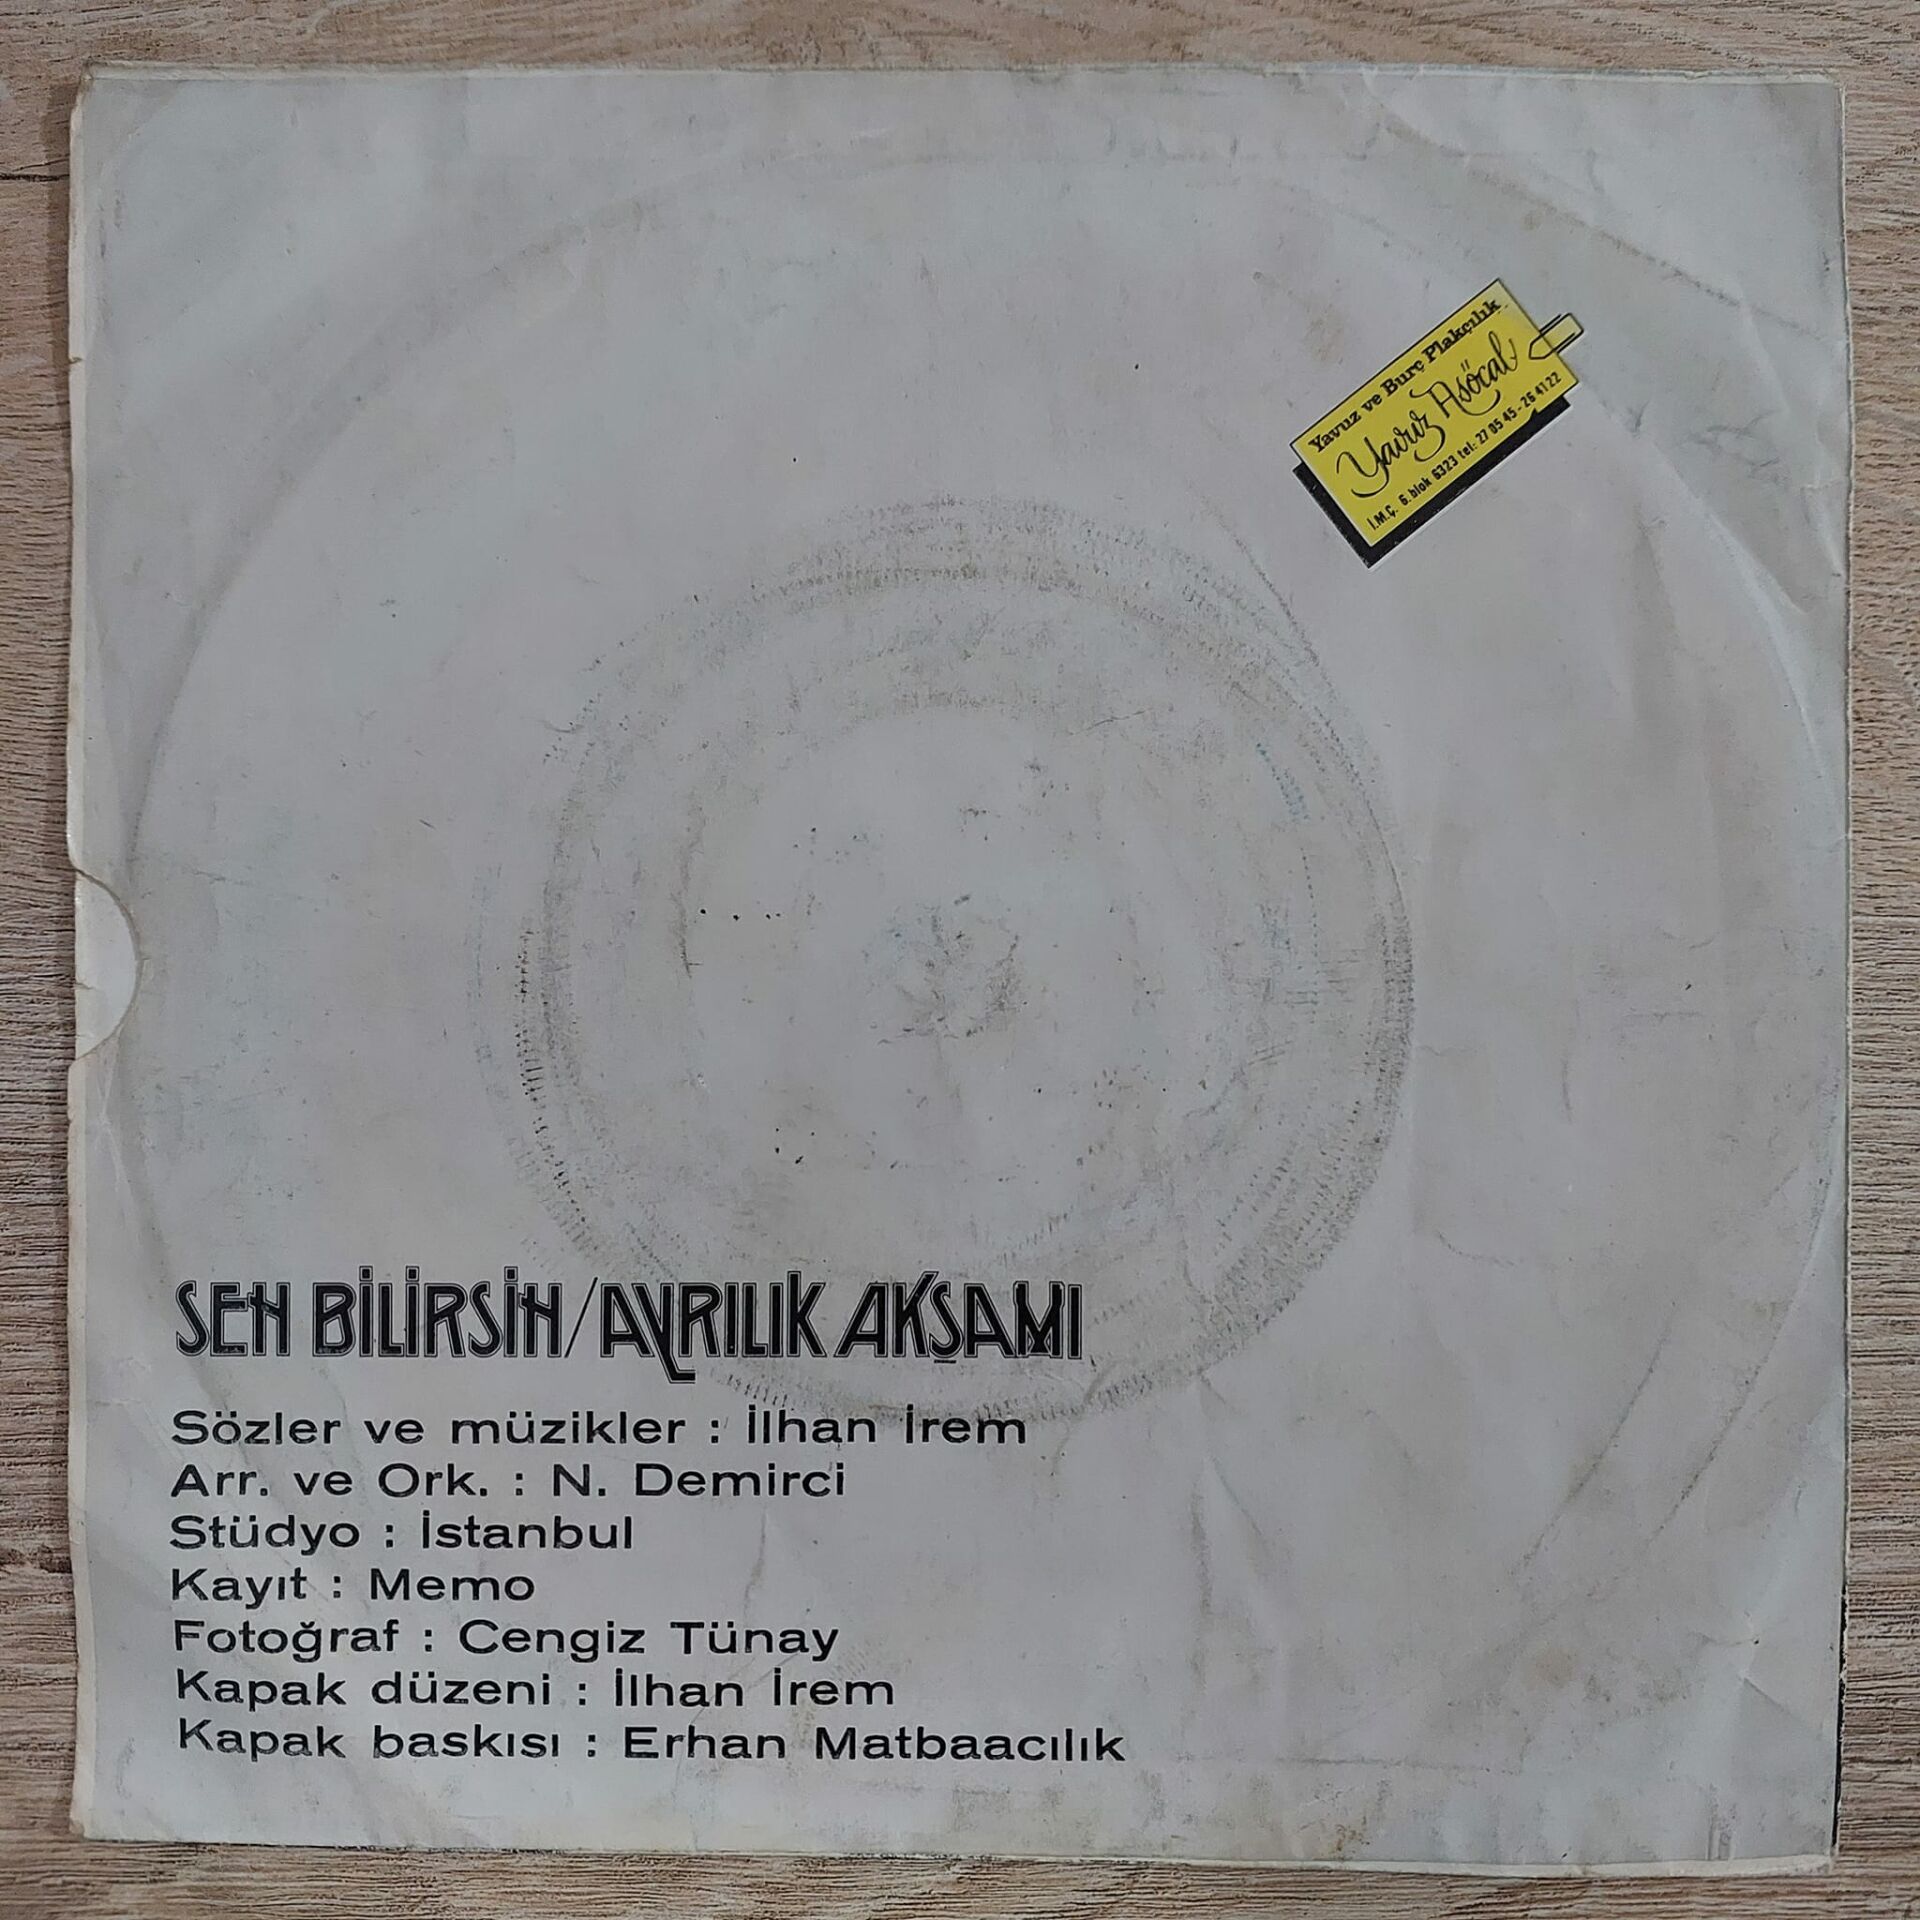 Yavuz ve Burç Plakçılık
Yavuz Asöcal
İ.M.Ç. 6. blok 6323 tel: 27 05 45 - 26 41 22
SEN BİLİRSİN/AYRILIK AKŞAMI
Sözler ve müzikler : İlhan İrem
Arr. ve Ork. : N. Demirci
Stüdyo : İstanbul
Kayıt : Memo
Fotoğraf : Cengiz Tünay
Kapak düzeni : İlhan İrem
Kapak baskısı : Erhan Matbaacılık